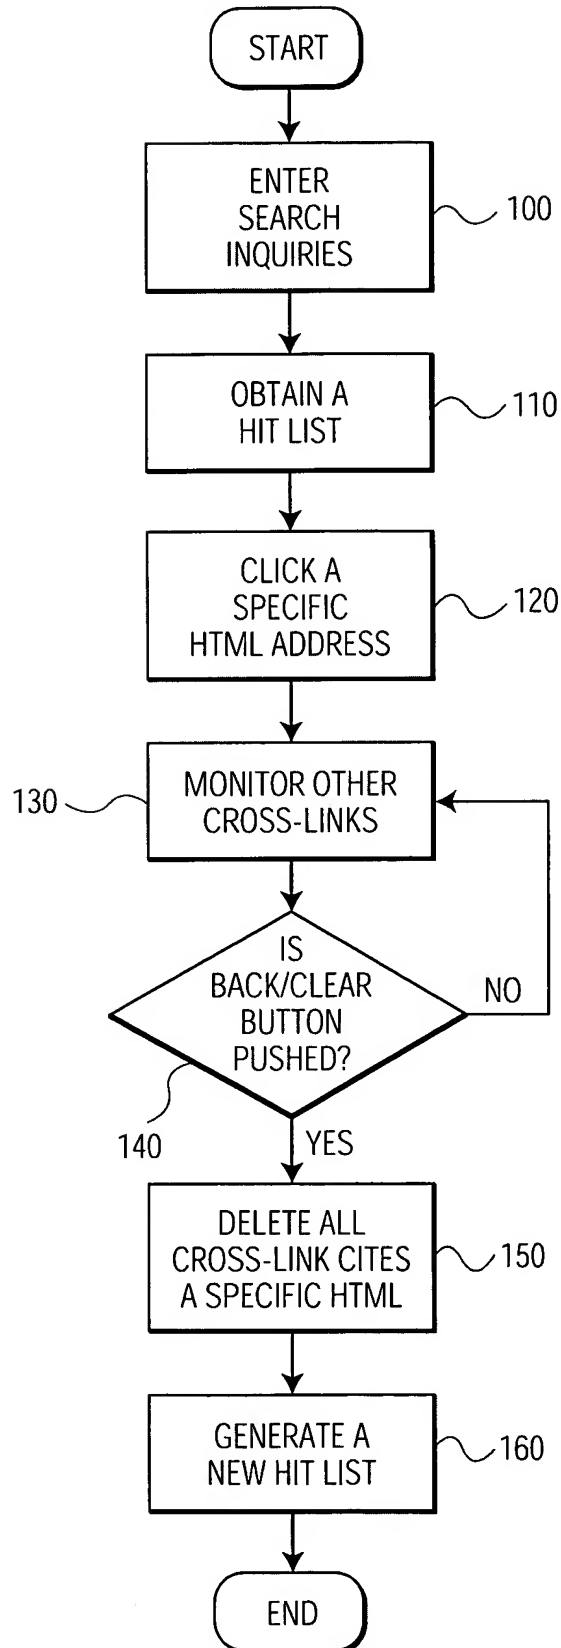 START
ENTER
SEARCH
INQUIRIES
100
OBTAIN A
HIT LIST
110
CLICK A
SPECIFIC
HTML ADDRESS
120
130
MONITOR OTHER
CROSS-LINKS
IS
BACK/CLEAR
BUTTON
PUSHED?
NO
140
YES
DELETE ALL
CROSS-LINK CITES
A SPECIFIC HTML
150
GENERATE A
NEW HIT LIST
160
END